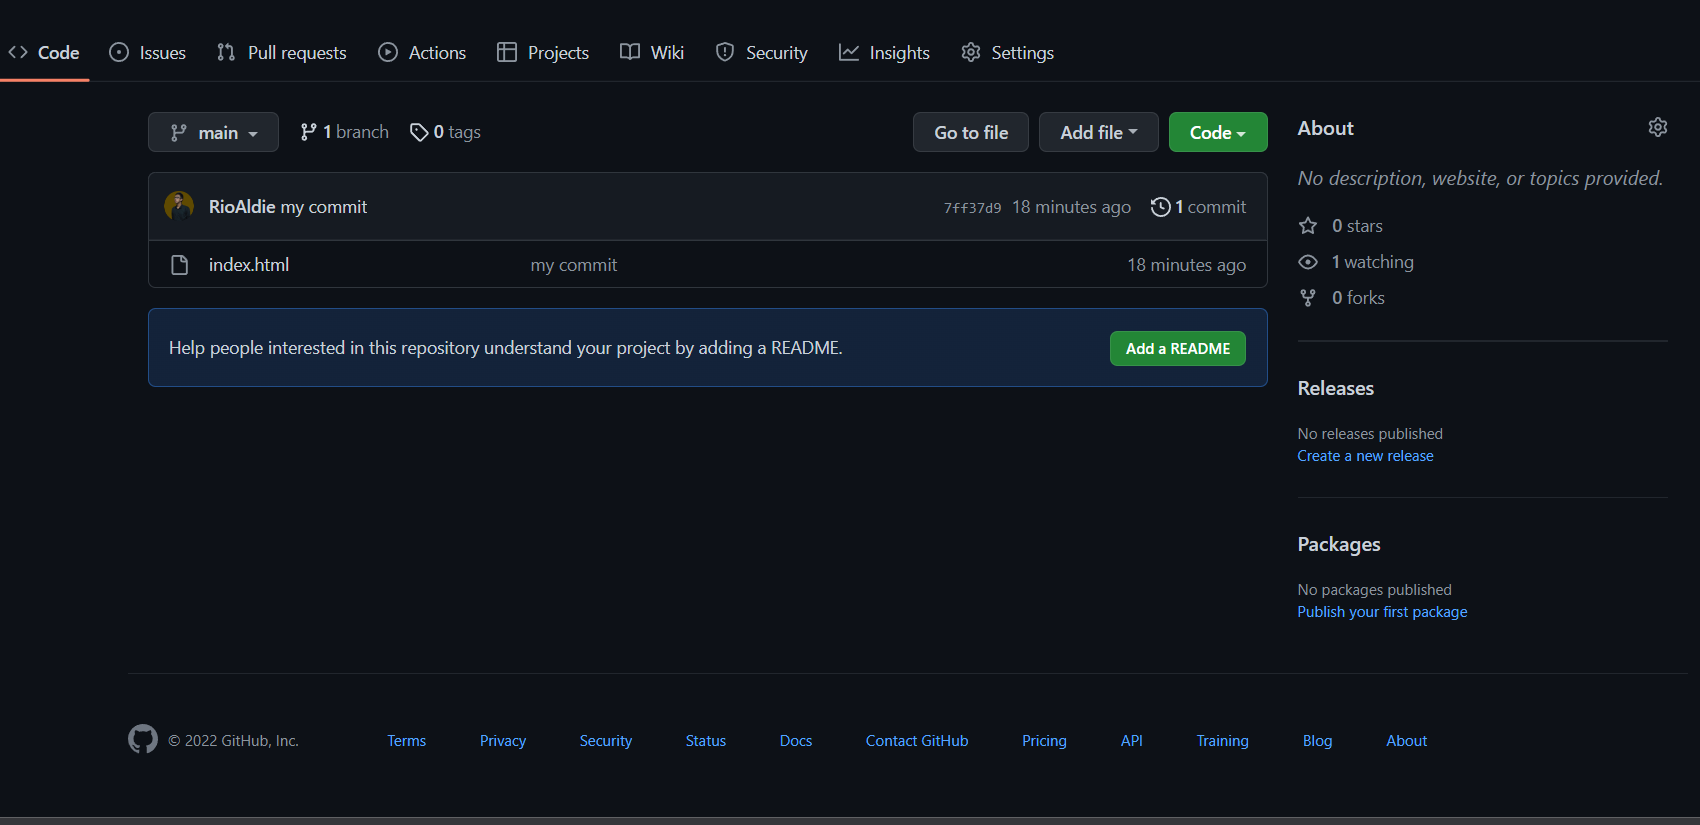 Code Issues Pull requests Actions Projects Wiki Security Insights Settings
main 1 branch 0 tags Go to file Add file Code
RioAldie my commit 7ff37d9 18 minutes ago 1 commit
index.html my commit 18 minutes ago
Help people interested in this repository understand your project by adding a README. Add a README
About
No description, website, or topics provided.
0 stars
1 watching
0 forks
Releases
No releases published
Create a new release
Packages
No packages published
Publish your first package
© 2022 GitHub, Inc. Terms Privacy Security Status Docs Contact GitHub Pricing API Training Blog About